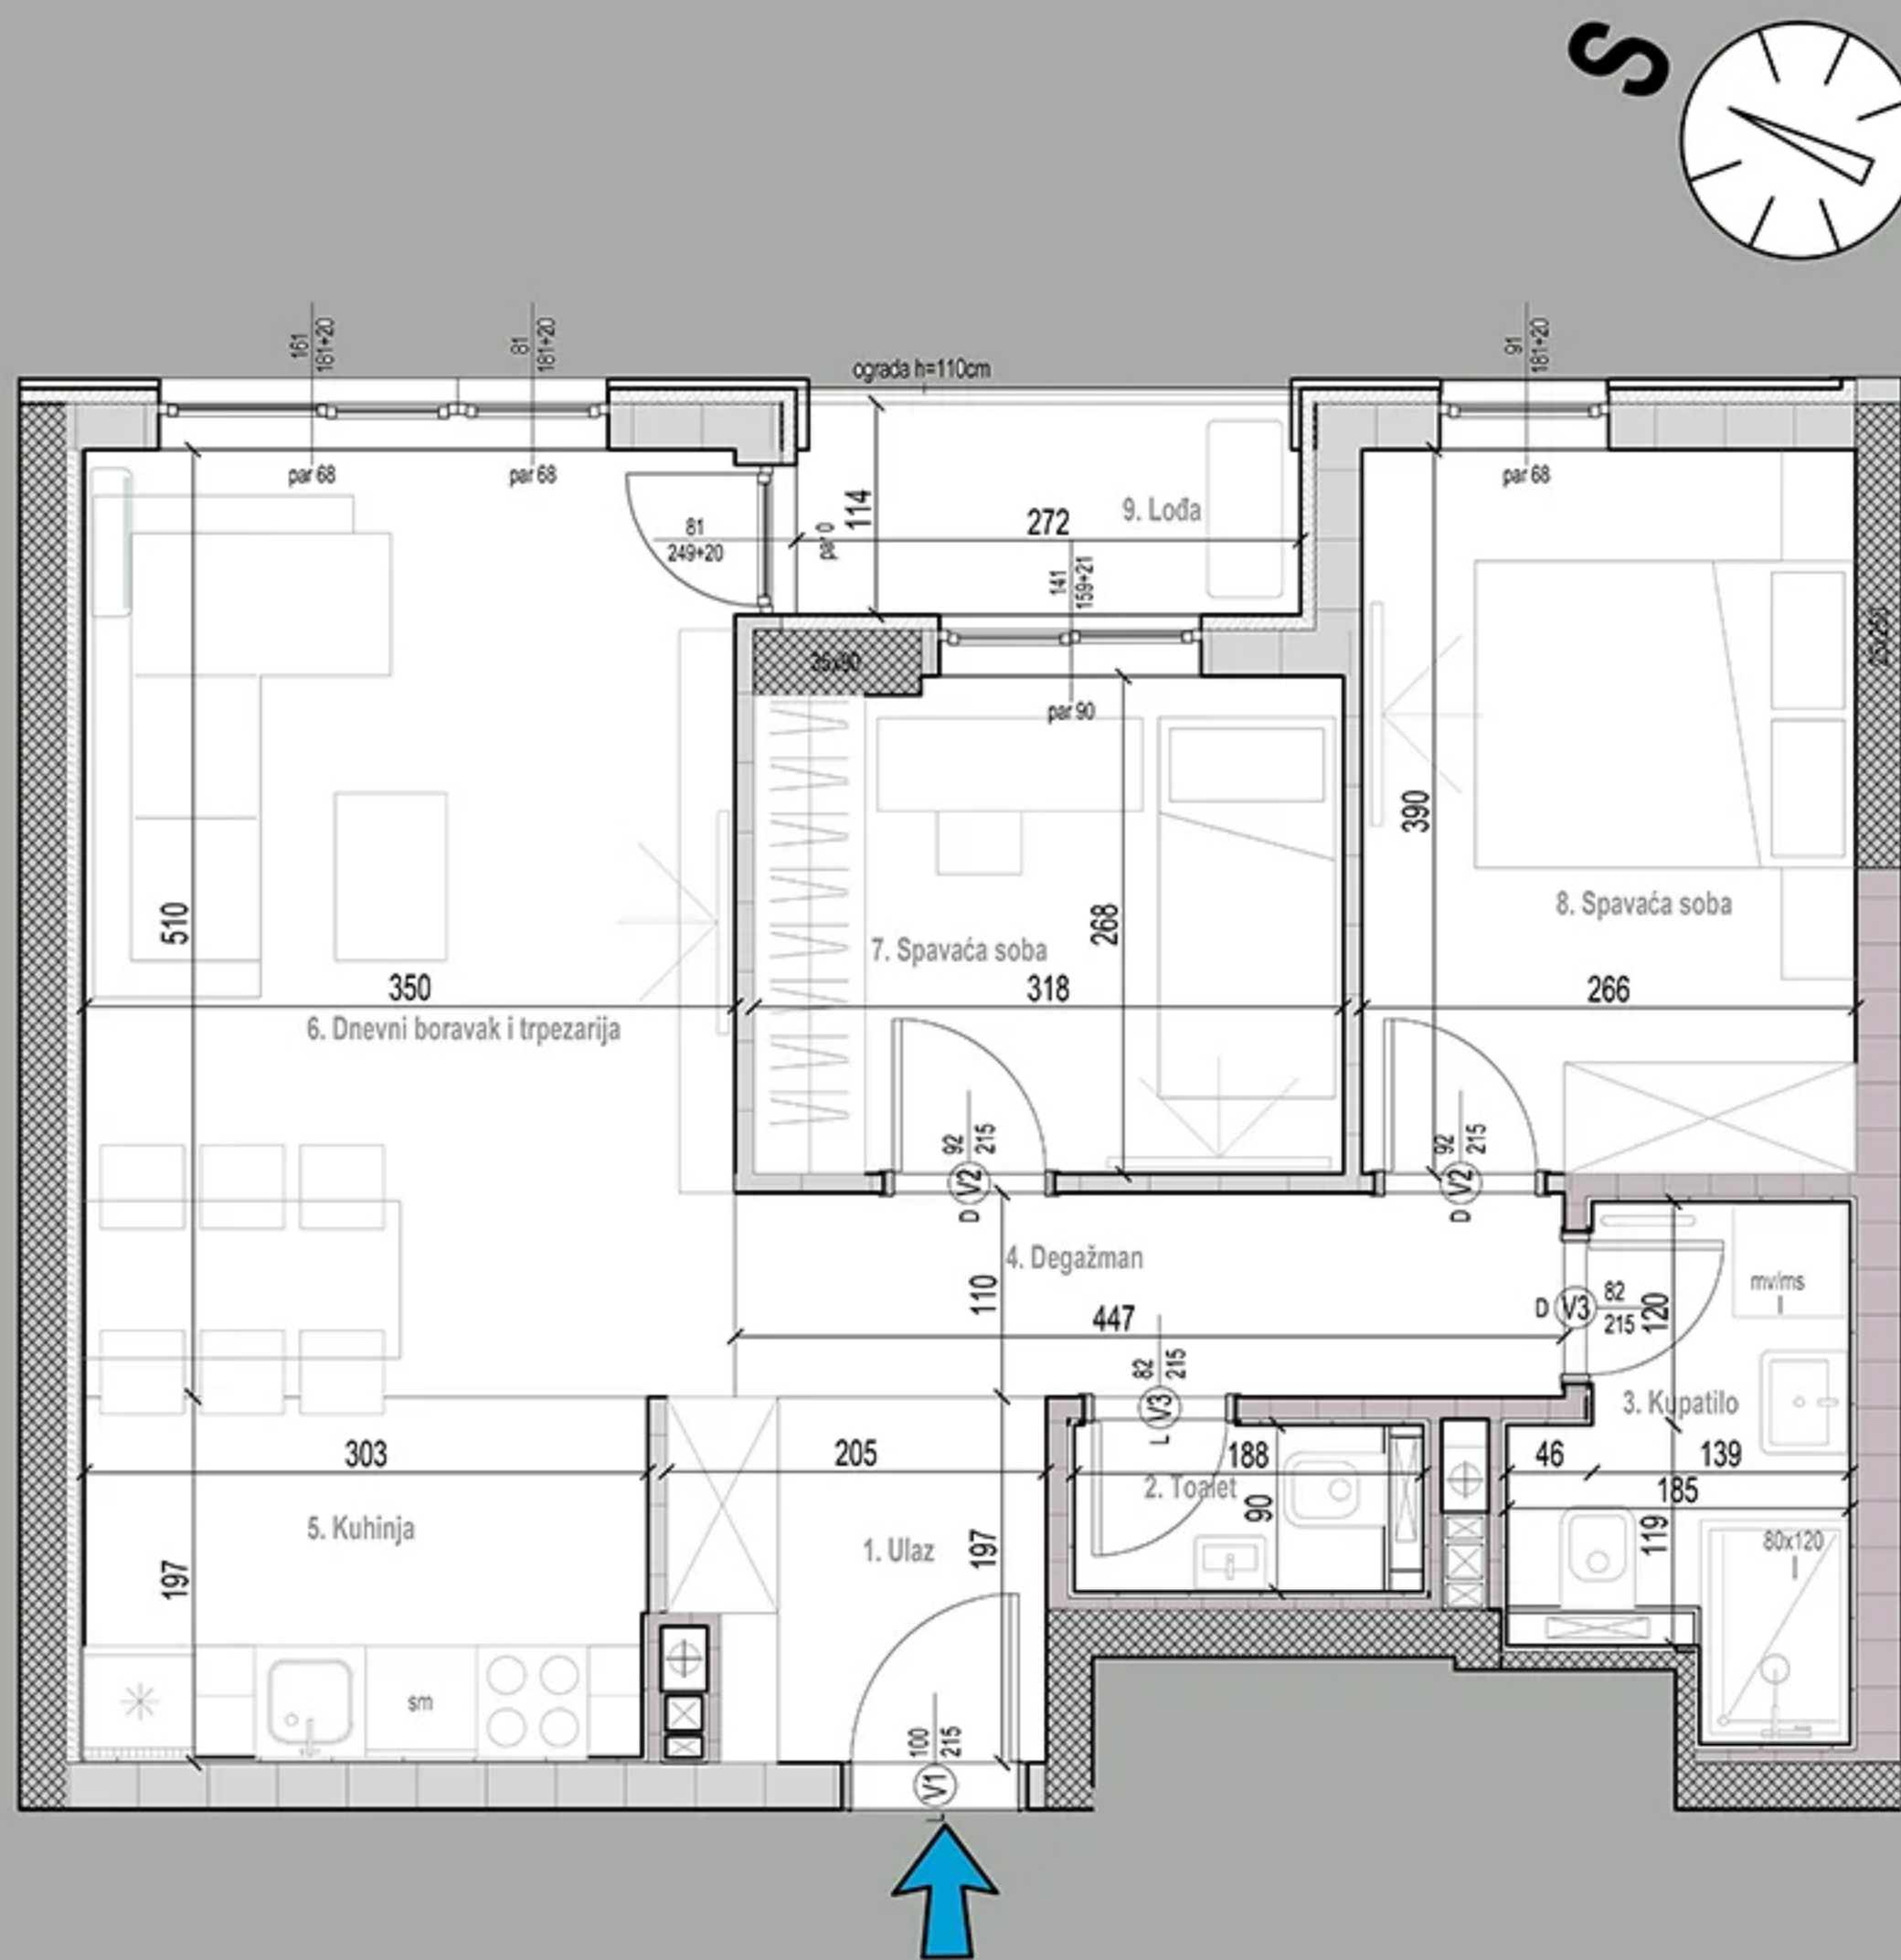 S
161
181+20
81
181+20
ograda h=110cm
91
181+20
par 68
par 68
par 68
81
249+20
par 0
114
272
9. Lođa
141
159+21
35x90
25x250
par 90
510
390
268
8. Spavaća soba
7. Spavaća soba
350
318
266
6. Dnevni boravak i trpezarija
92
215
V2
D
92
215
V2
D
4. Degažman
110
447
82
215
V3
L
D
V3
82
215
120
mv/ms
3. Kupatilo
303
205
188
46
139
2. Toalet
90
185
5. Kuhinja
1. Ulaz
197
197
119
80x120
sm
100
215
V1
L